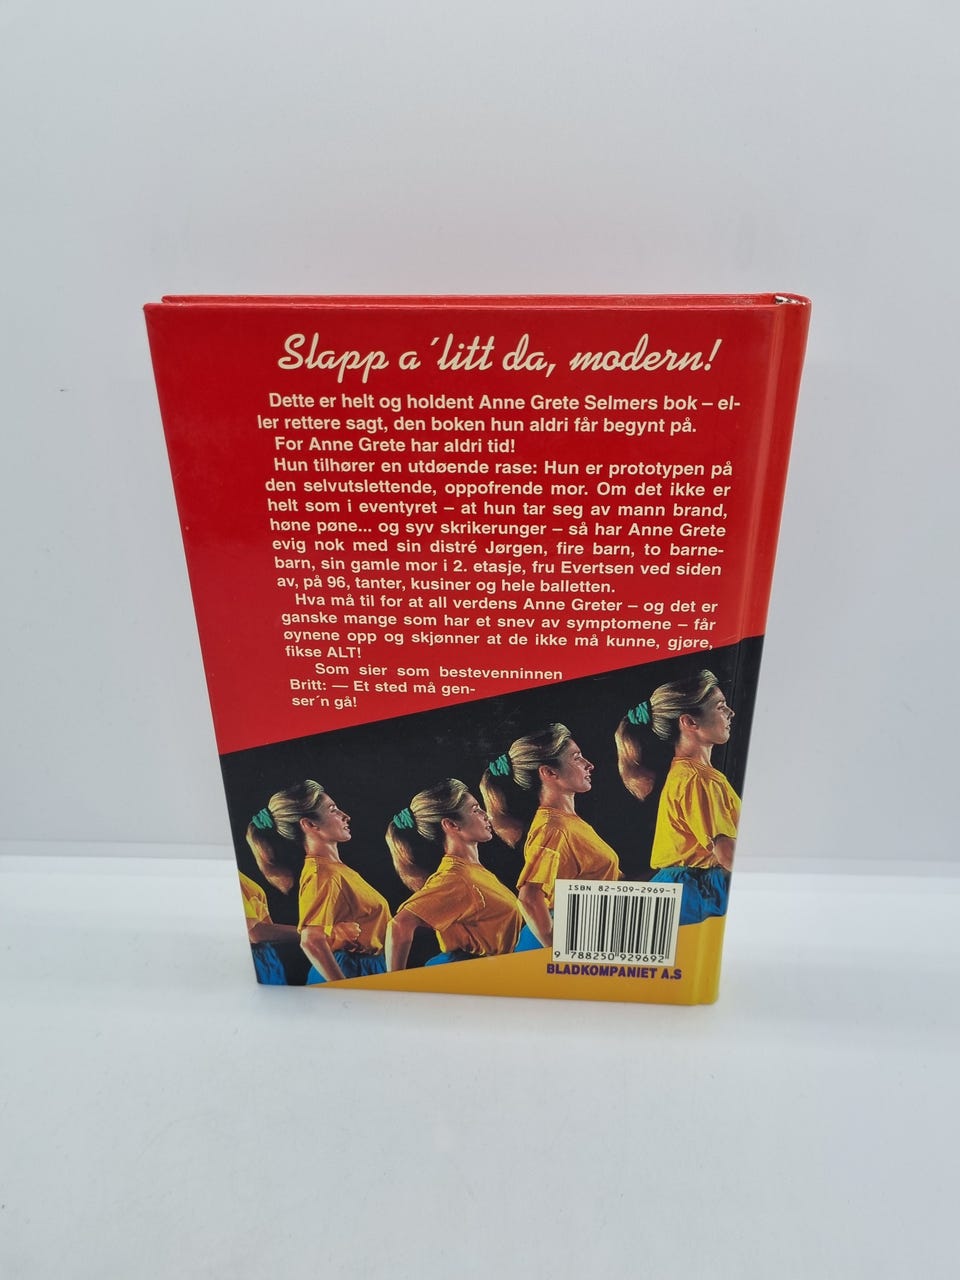 Slapp a´litt da, modern!
Dette er helt og holdent Anne Grete Selmers bok – el-
ler rettere sagt, den boken hun aldri får begynt på.
For Anne Grete har aldri tid!
Hun tilhører en utdøende rase: Hun er prototypen på
den selvutslettende, oppofrende mor. Om det ikke er
helt som i eventyret – at hun tar seg av mann brand,
høne pøne... og syv skrikerunger – så har Anne Grete
evig nok med sin distré Jørgen, fire barn, to barne-
barn, sin gamle mor i 2. etasje, fru Evertsen ved siden
av, på 96, tanter, kusiner og hele balletten.
Hva må til for at all verdens Anne Greter – og det er
ganske mange som har et snev av symptomene – får
øynene opp og skjønner at de ikke må kunne, gjøre,
fikse ALT!
Som sier som bestevenninnen
Britt: — Et sted må gen-
ser´n gå!
ISBN 82-509-2969-1
9 788250 929692
BLADKOMPANIET A.S